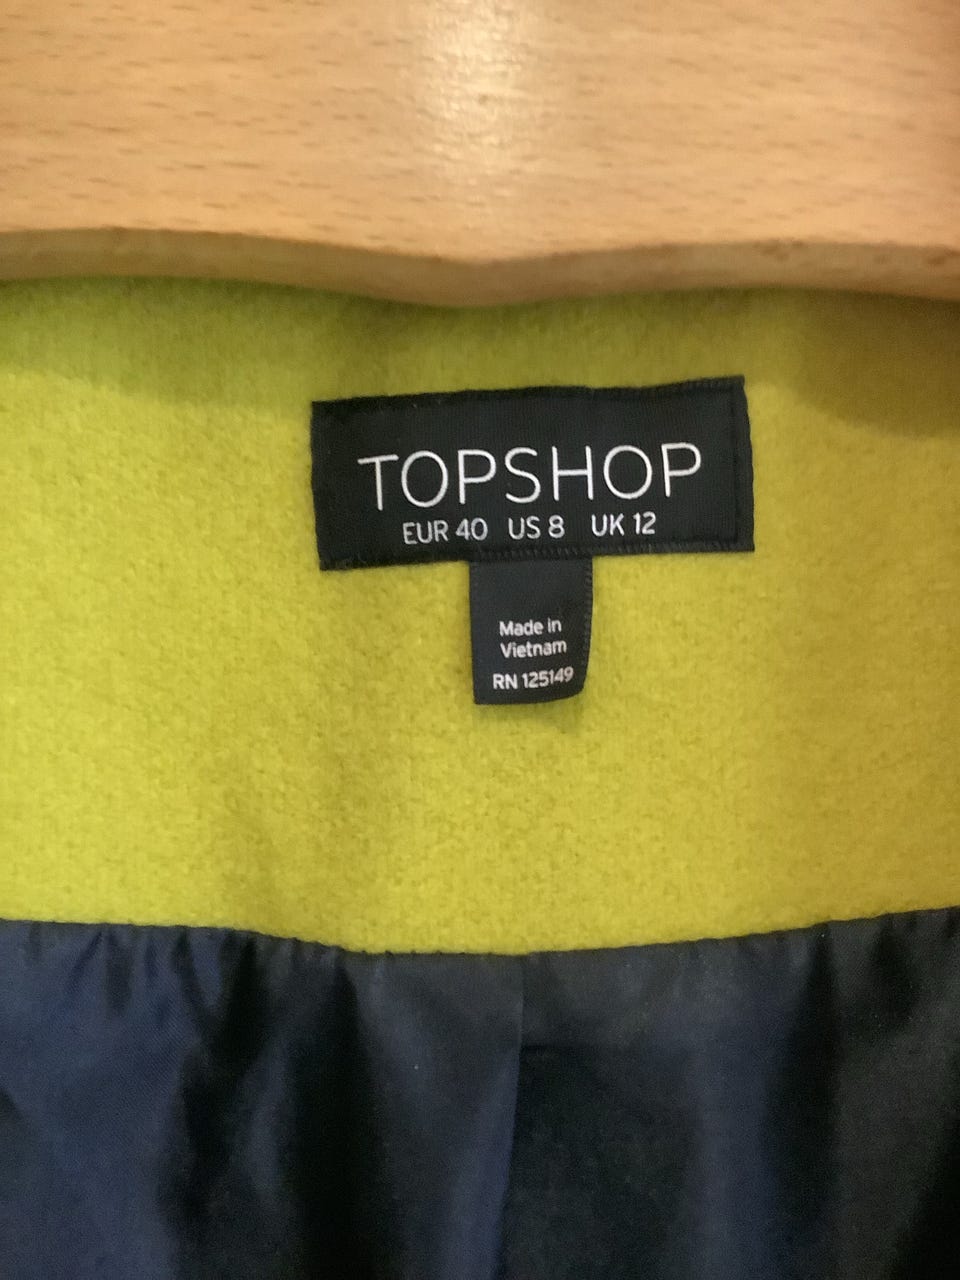 TOPSHOP
EUR 40 US 8 UK 12
Made in
Vietnam
RN 125149